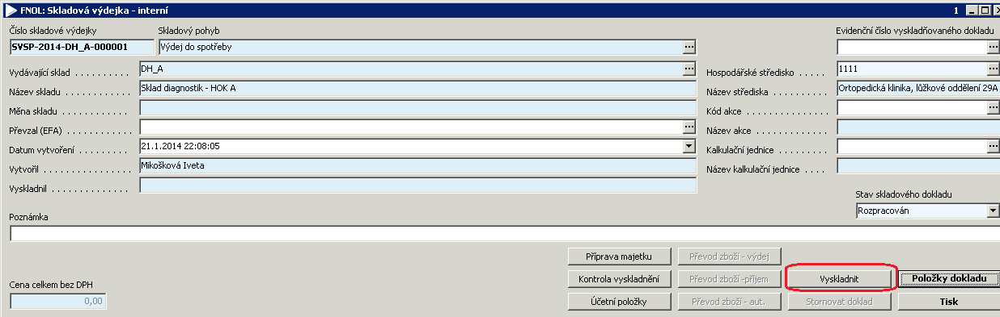 FNOL: Skladová výdejka - interní 1
Číslo skladové výdejky Skladový pohyb Evidenční číslo vyskladňovaného dokladu
SVSP-2014-DH_A-000001 Výdej do spotřeby
Vydávající sklad . . . . . . . . . . DH_A Hospodářské středisko . . . . . 1111
Název skladu . . . . . . . . . . . . . Sklad diagnostik - HOK A Název střediska . . . . . . . . . . . Ortopedická klinika, lůžkové oddělení 29A
Měna skladu . . . . . . . . . . . . . Kód akce . . . . . . . . . . . . . . . .
Převzal (EFA) . . . . . . . . . . . . Název akce . . . . . . . . . . . . . .
Datum vytvoření . . . . . . . . . 21.1.2014 22:08:05 Kalkulační jednice . . . . . . . . .
Vytvořil . . . . . . . . . . . . . . . . Mikošková Iveta Název kalkulační jednice . . . .
Vyskladnil . . . . . . . . . . . . . .
Stav skladového dokladu
Rozpracován
Poznámka
Příprava majetku Převod zboží - výdej
Kontrola vyskladnění Převod zboží -příjem Vyskladnit Položky dokladu
Cena celkem bez DPH
0,00 Účetní položky Převod zboží - aut. Stornovat doklad Tisk